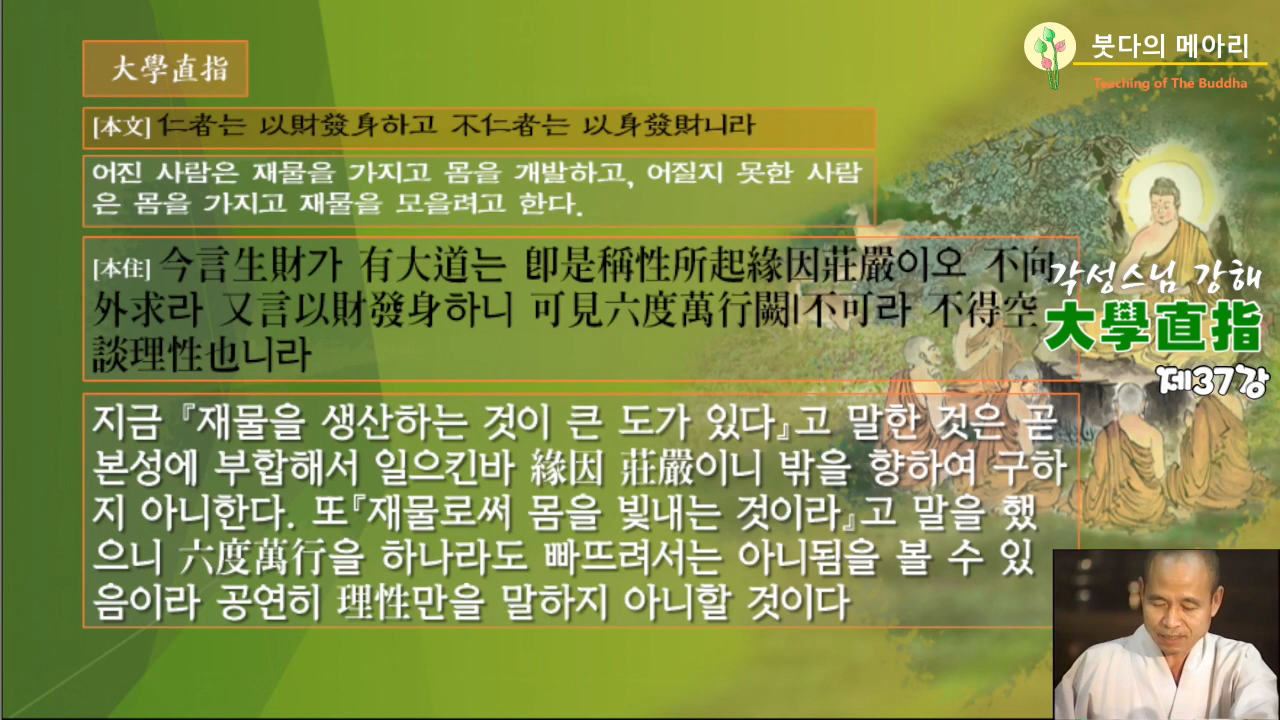 大學直指
붓다의 메아리
Teaching of The Buddha
[本文] 仁者는 以財發身하고 不仁者는 以身發財니라
어진 사람은 재물을 가지고 몸을 개발하고, 어질지 못한 사람
은 몸을 가지고 재물을 모을려고 한다.
[本住] 今言生財가 有大道는 卽是稱性所起緣因莊嚴이오 不向
外求라 又言以財發身하니 可見六度萬行闕이不可라 不得空
談理性也니라
각성스님 강해
大學直指
제37강
지금 『재물을 생산하는 것이 큰 도가 있다』고 말한 것은 곧
본성에 부합해서 일으킨바 緣因 莊嚴이니 밖을 향하여 구하
지 아니한다. 또『재물로써 몸을 빛내는 것이라』고 말을 했
으니 六度萬行을 하나라도 빠뜨려서는 아니됨을 볼 수 있
음이라 공연히 理性만을 말하지 아니할 것이다